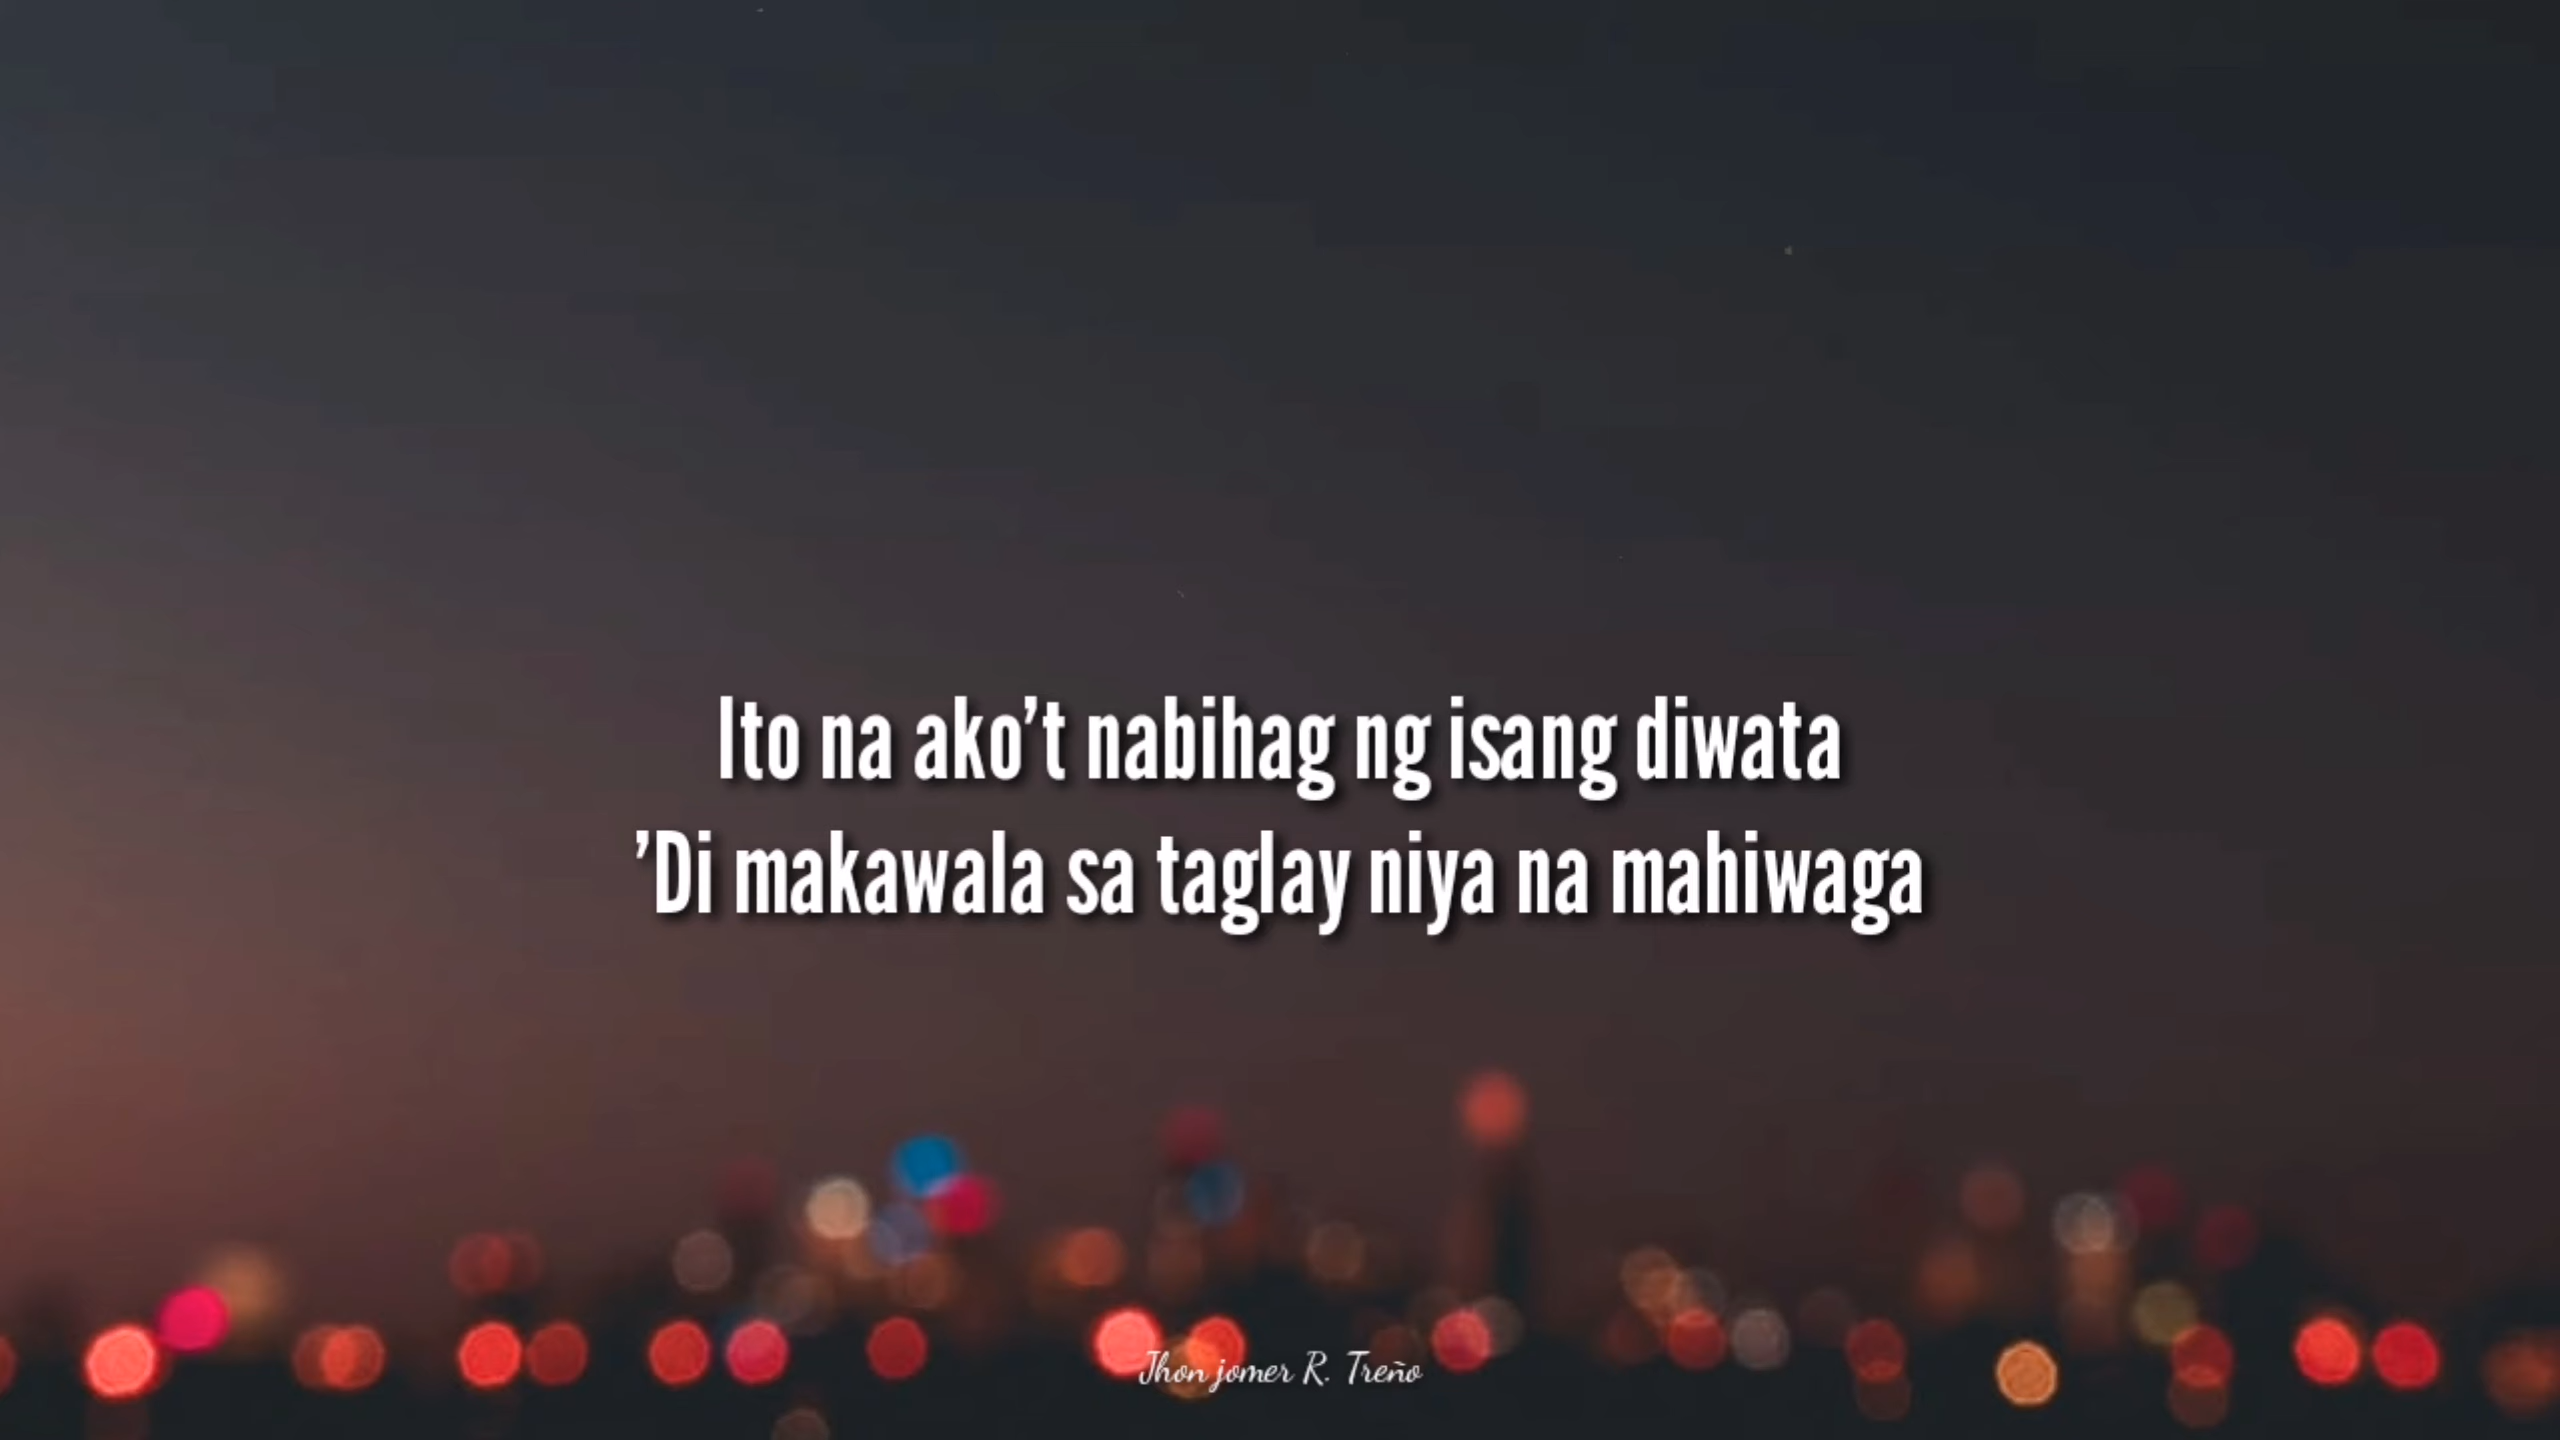 Ito na ako’t nabihag ng isang diwata
’Di makawala sa taglay niya na mahiwaga
Jhon jomer R. Treño